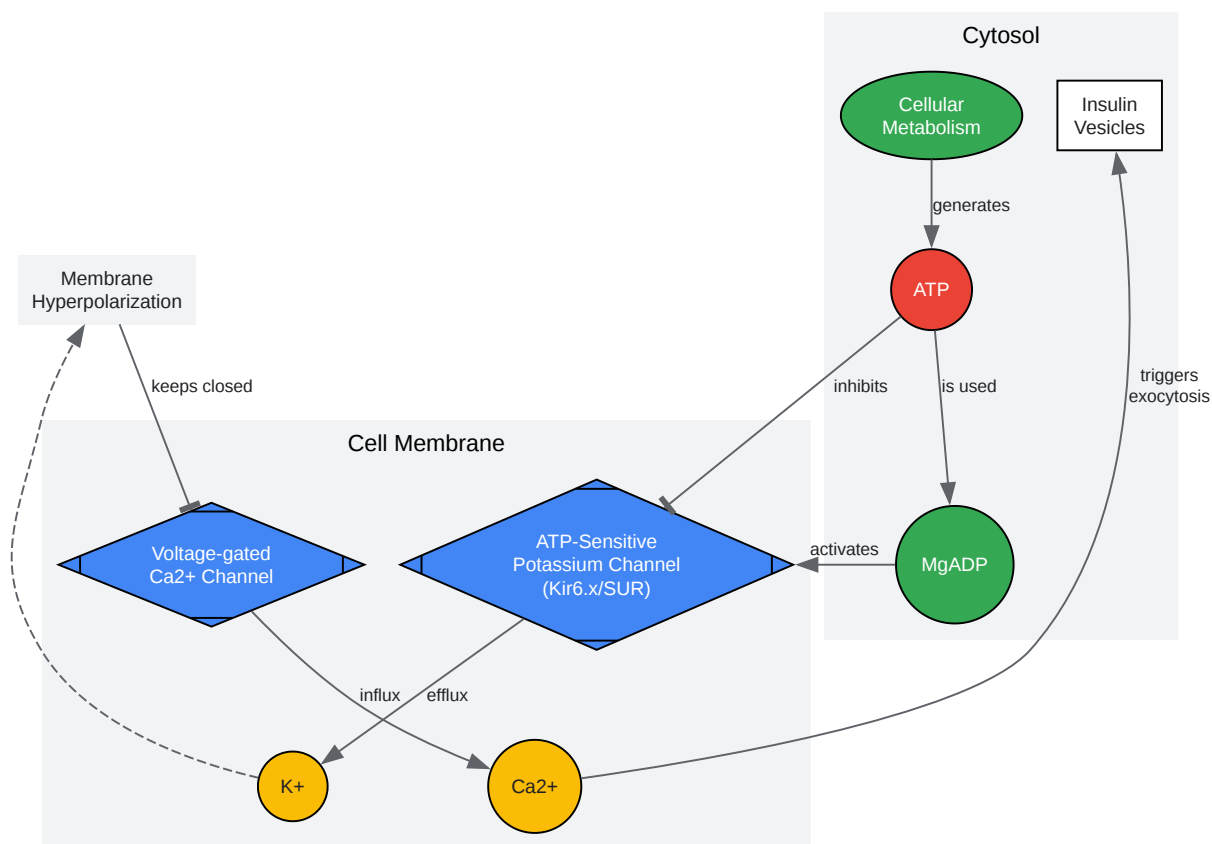 Cytosol
Cellular
Metabolism
Insulin
Vesicles
generates
Membrane
Hyperpolarization
ATP
keeps closed
inhibits
is used
triggers
exocytosis
Cell Membrane
Voltage-gated
Ca2+ Channel
ATP-Sensitive
Potassium Channel
(Kir6.x/SUR)
activates
MgADP
influx
efflux
K+
Ca2+